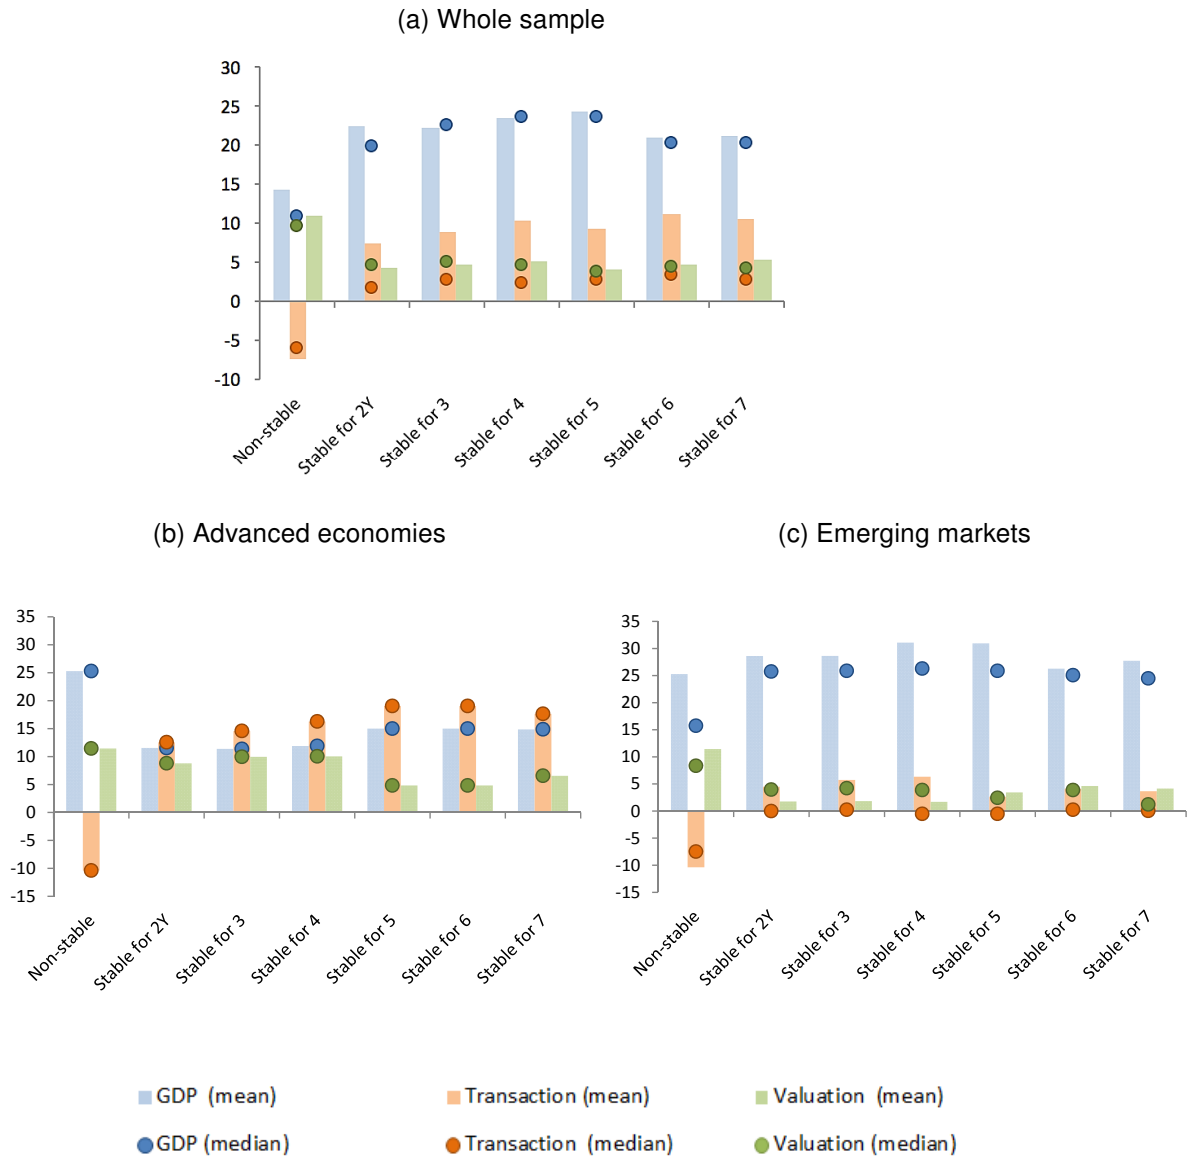 (a) Whole sample
30
25
20
15
10
5
0
-5
-10
Non-stable
Stable for 2Y
Stable for 3
Stable for 4
Stable for 5
Stable for 6
Stable for 7
(b) Advanced economies
35
30
25
20
15
10
5
0
-5
-10
-15
Non-stable
Stable for 2Y
Stable for 3
Stable for 4
Stable for 5
Stable for 6
Stable for 7
(c) Emerging markets
35
30
25
20
15
10
5
0
-5
-10
-15
Non-stable
Stable for 2Y
Stable for 3
Stable for 4
Stable for 5
Stable for 6
Stable for 7
GDP (mean)
Transaction (mean)
Valuation (mean)
GDP (median)
Transaction (median)
Valuation (median)